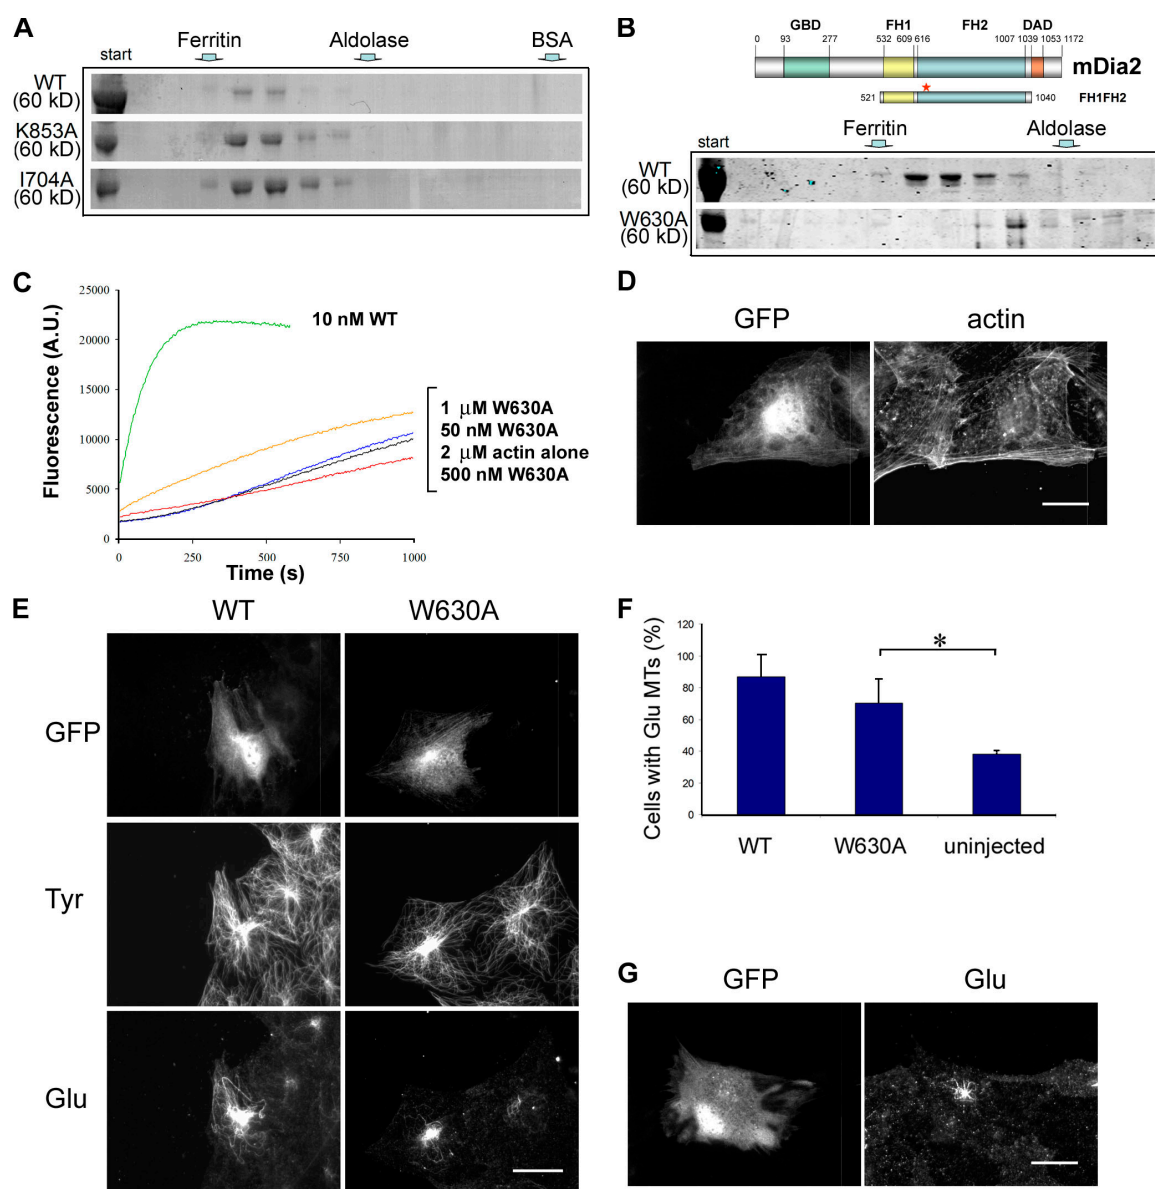 A
Ferritin Aldolase BSA
start
WT
(60 kD)
K853A
(60 kD)
I704A
(60 kD)
B
GBD FH1 FH2 DAD
0 93 277 532 609 616 1007 1039 1053 1172
mDia2
521 1040 FH1FH2
Ferritin Aldolase
start
WT
(60 kD)
W630A
(60 kD)
C
Fluorescence (A.U.)
25000
20000
15000
10000
5000
0
0 250 500 750 1000
Time (s)
10 nM WT
1 μM W630A
50 nM W630A
2 μM actin alone
500 nM W630A
D
GFP actin
E
WT W630A
GFP
Tyr
Glu
F
Cells with Glu MTs (%)
120
100
80
60
40
20
0
*
WT W630A uninjected
G
GFP Glu